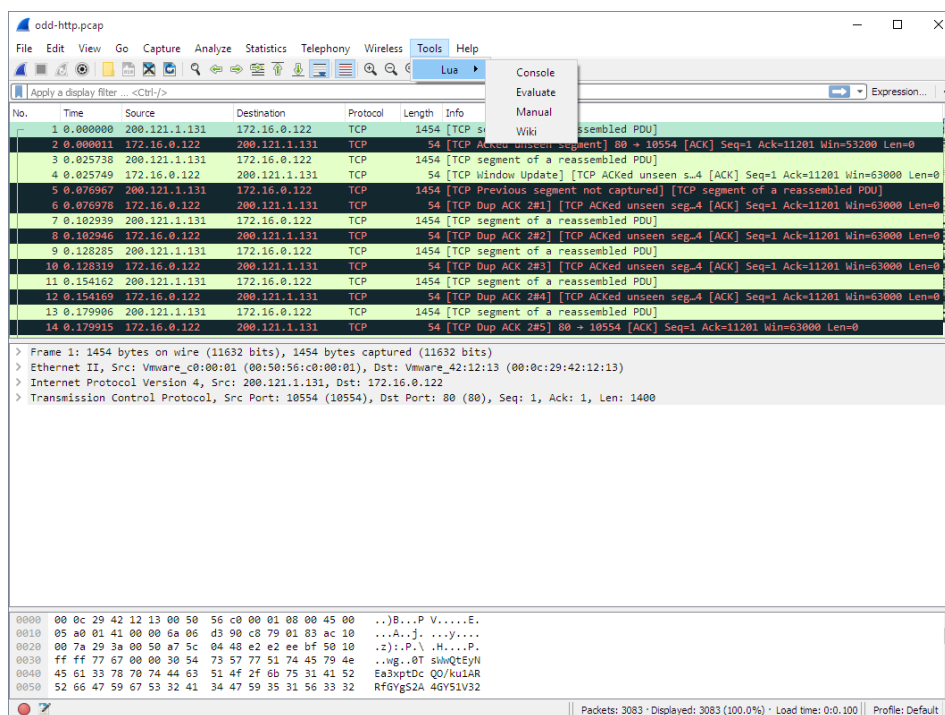 odd-http.pcap
File Edit View Go Capture Analyze Statistics Telephony Wireless Tools Help
Lua
Console
Evaluate
Manual
Wiki
Apply a display filter ... <Ctrl-/>
Expression...
No. Time Source Destination Protocol Length Info
1 0.000000 200.121.1.131 172.16.0.122 TCP 1454 [TCP se ssembled PDU]
2 0.000011 172.16.0.122 200.121.1.131 TCP 54 [TCP ACKed unseen segment] 80 → 10554 [ACK] Seq=1 Ack=11201 Win=53200 Len=0
3 0.025738 200.121.1.131 172.16.0.122 TCP 1454 [TCP segment of a reassembled PDU]
4 0.025749 172.16.0.122 200.121.1.131 TCP 54 [TCP Window Update] [TCP ACKed unseen s…4 [ACK] Seq=1 Ack=11201 Win=63000 Len=0
5 0.076967 200.121.1.131 172.16.0.122 TCP 1454 [TCP Previous segment not captured] [TCP segment of a reassembled PDU]
6 0.076978 172.16.0.122 200.121.1.131 TCP 54 [TCP Dup ACK 2#1] [TCP ACKed unseen seg…4 [ACK] Seq=1 Ack=11201 Win=63000 Len=0
7 0.102939 200.121.1.131 172.16.0.122 TCP 1454 [TCP segment of a reassembled PDU]
8 0.102946 172.16.0.122 200.121.1.131 TCP 54 [TCP Dup ACK 2#2] [TCP ACKed unseen seg…4 [ACK] Seq=1 Ack=11201 Win=63000 Len=0
9 0.128285 200.121.1.131 172.16.0.122 TCP 1454 [TCP segment of a reassembled PDU]
10 0.128319 172.16.0.122 200.121.1.131 TCP 54 [TCP Dup ACK 2#3] [TCP ACKed unseen seg…4 [ACK] Seq=1 Ack=11201 Win=63000 Len=0
11 0.154162 200.121.1.131 172.16.0.122 TCP 1454 [TCP segment of a reassembled PDU]
12 0.154169 172.16.0.122 200.121.1.131 TCP 54 [TCP Dup ACK 2#4] [TCP ACKed unseen seg…4 [ACK] Seq=1 Ack=11201 Win=63000 Len=0
13 0.179906 200.121.1.131 172.16.0.122 TCP 1454 [TCP segment of a reassembled PDU]
14 0.179915 172.16.0.122 200.121.1.131 TCP 54 [TCP Dup ACK 2#5] 80 → 10554 [ACK] Seq=1 Ack=11201 Win=63000 Len=0
Frame 1: 1454 bytes on wire (11632 bits), 1454 bytes captured (11632 bits)
Ethernet II, Src: Vmware_c0:00:01 (00:50:56:c0:00:01), Dst: Vmware_42:12:13 (00:0c:29:42:12:13)
Internet Protocol Version 4, Src: 200.121.1.131, Dst: 172.16.0.122
Transmission Control Protocol, Src Port: 10554 (10554), Dst Port: 80 (80), Seq: 1, Ack: 1, Len: 1400
0000 00 0c 29 42 12 13 00 50 56 c0 00 01 08 00 45 00 ..)B...P V.....E.
0010 05 a0 01 41 00 00 6a 06 d3 90 c8 79 01 83 ac 10 ...A..j. ...y....
0020 00 7a 29 3a 00 50 a7 5c 04 48 e2 e2 ee bf 50 10 .z):.P.\ .H....P.
0030 ff ff 77 67 00 00 30 54 73 57 77 51 74 45 79 4e ..wg..0T sWwQtEyN
0040 45 61 33 78 70 74 44 63 51 4f 2f 6b 75 31 41 52 Ea3xptDc QO/ku1AR
0050 52 66 47 59 67 53 32 41 34 47 59 35 31 56 33 32 RfGYgS2A 4GY51V32
Packets: 3083 · Displayed: 3083 (100.0%) · Load time: 0:0.100 Profile: Default